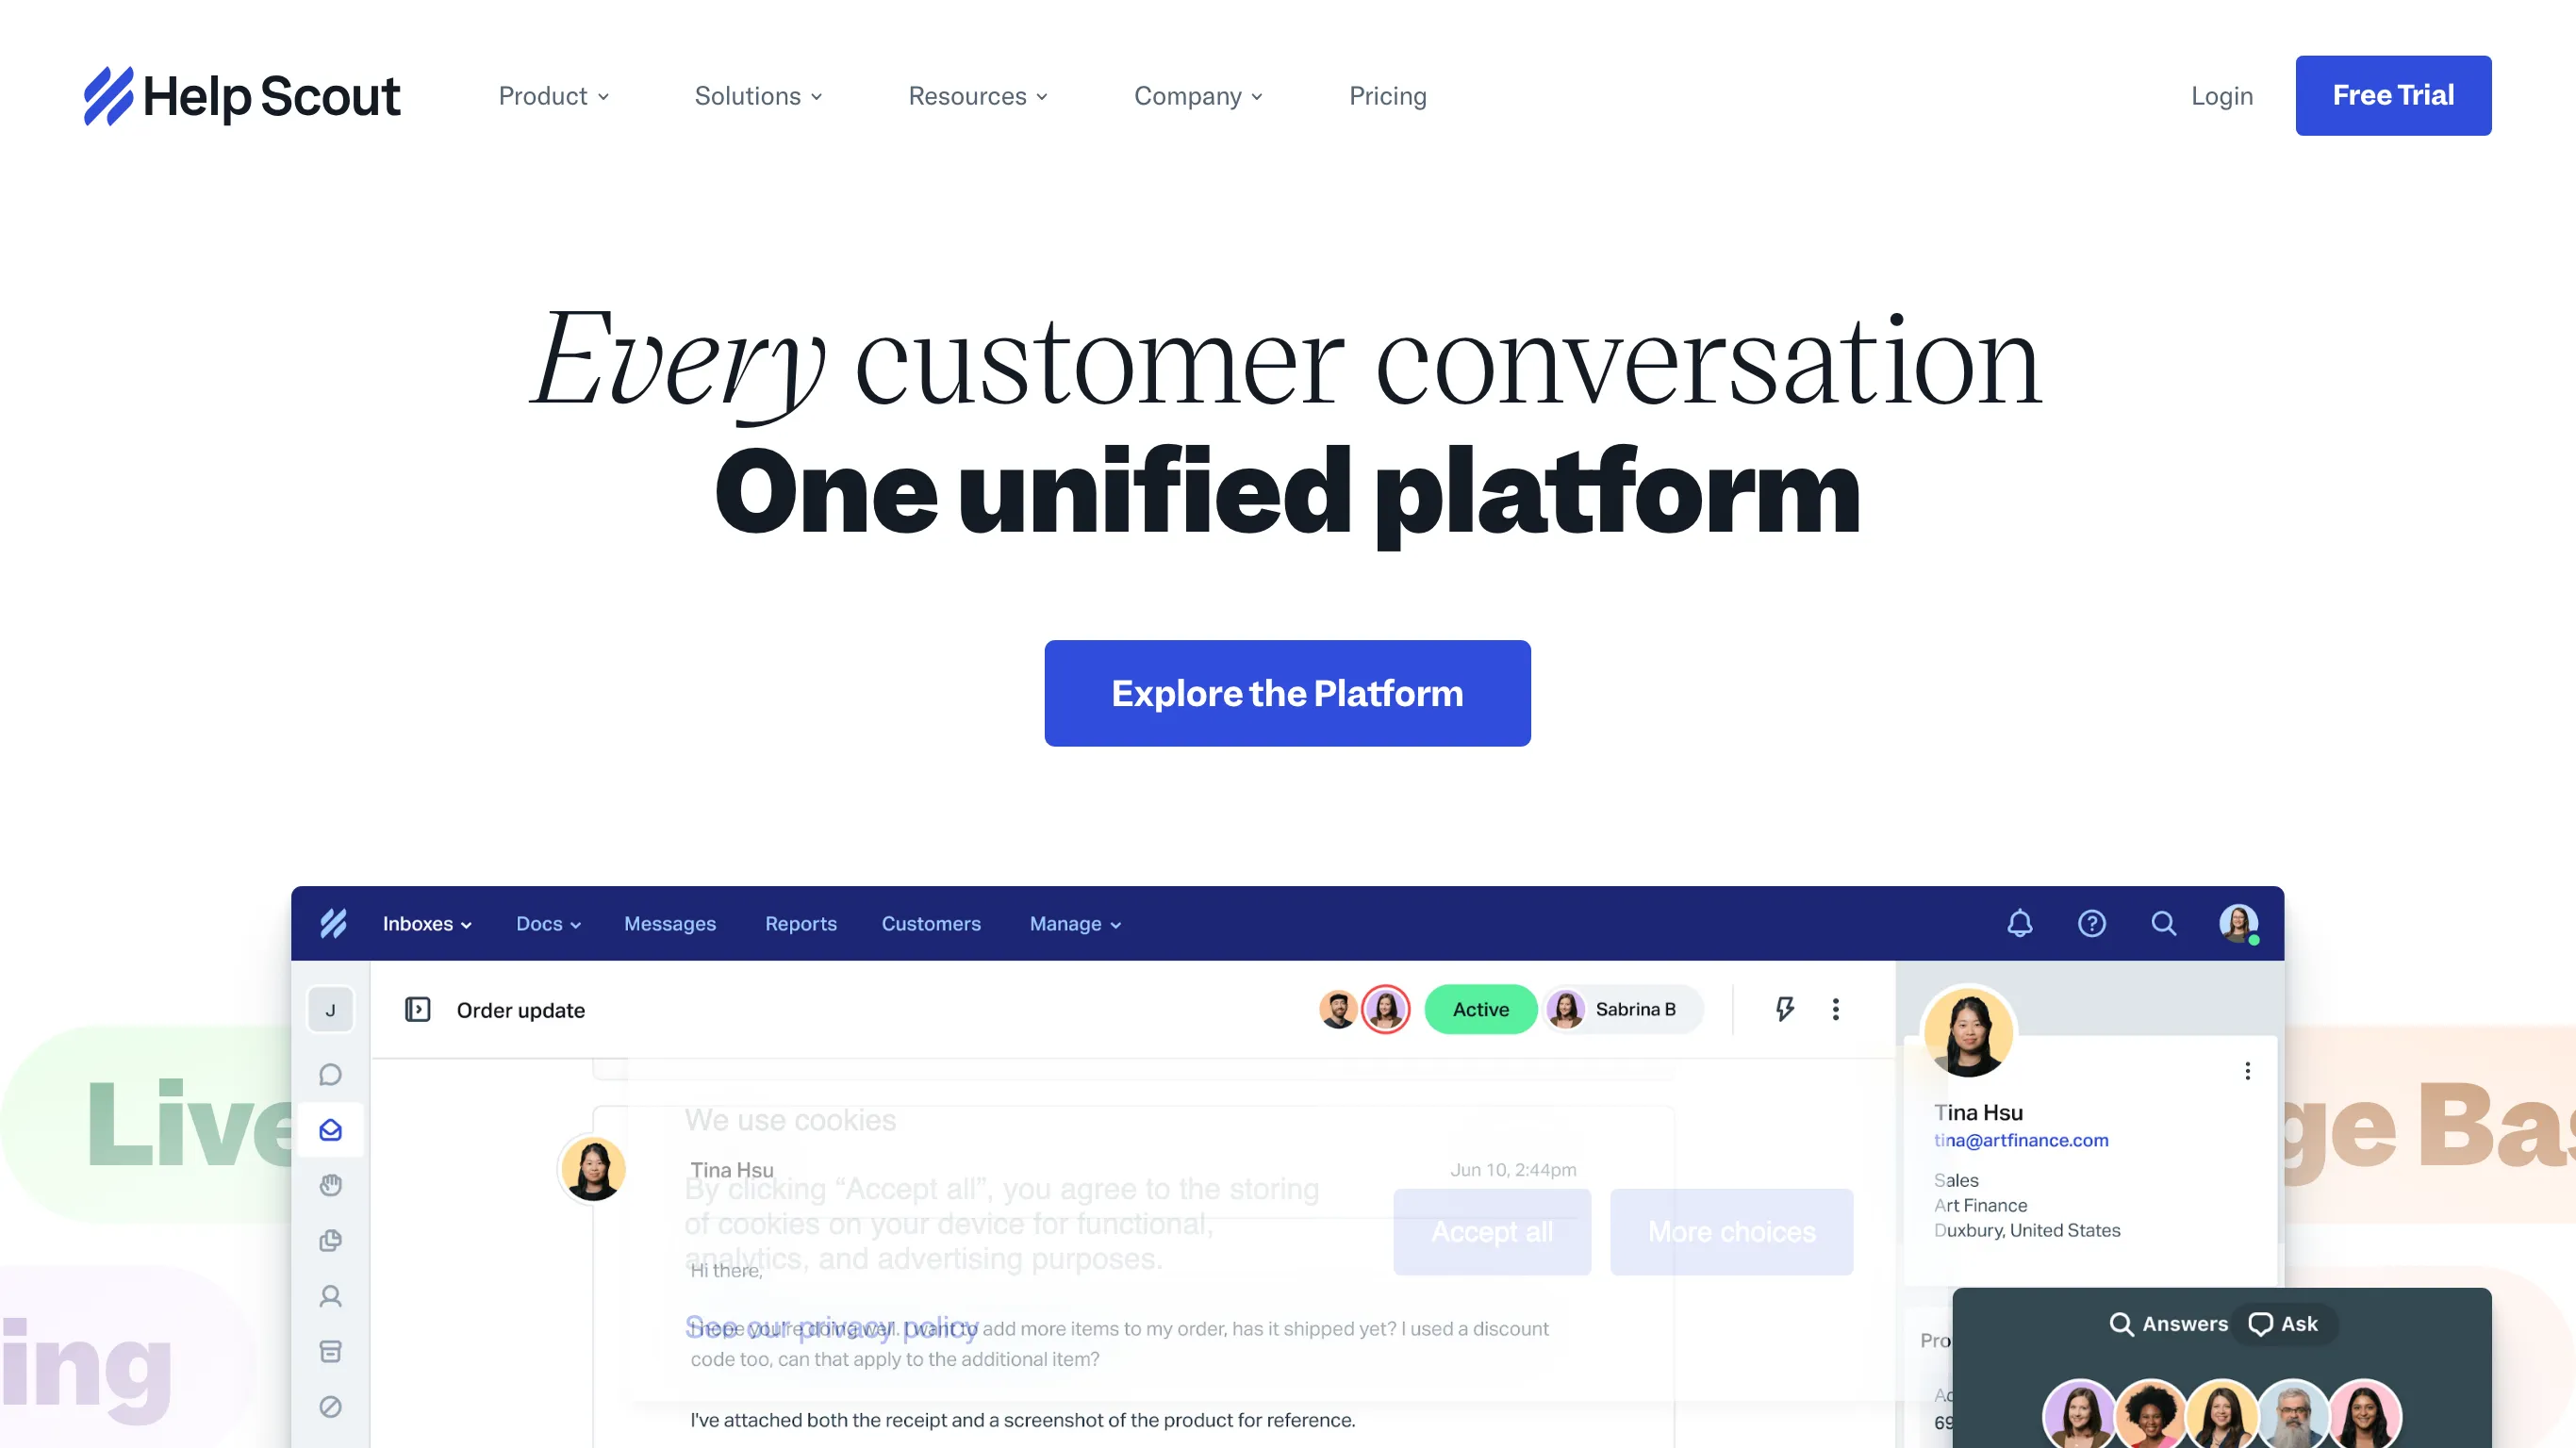 Help Scout
Product
Solutions
Resources
Company
Pricing
Login
Free Trial
Every customer conversation
One unified platform
Explore the Platform
Inboxes
Docs
Messages
Reports
Customers
Manage
J
Order update
Active
Sabrina B
Live
ge Bas
ing
We use cookies
By clicking “Accept all”, you agree to the storing
of cookies on your device for functional,
analytics, and advertising purposes.
See our privacy policy
Accept all
More choices
Tina Hsu
Jun 10, 2:44pm
Hi there,
I hope you're doing well. I want to add more items to my order, has it shipped yet? I used a discount
code too, can that apply to the additional item?
I've attached both the receipt and a screenshot of the product for reference.
Tina Hsu
tina@artfinance.com
Sales
Art Finance
Duxbury, United States
Pro
69
Answers
Ask